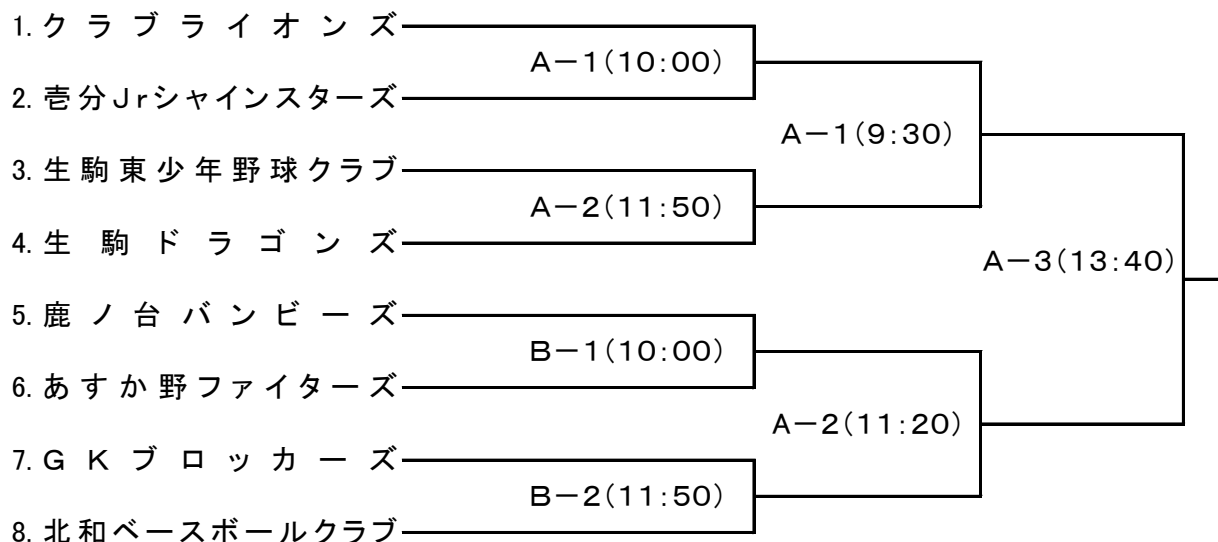 1. クラブライオンズ
A-1(10:00)
2. 壱分Jrシャインスターズ
A-1(9:30)
3. 生駒東少年野球クラブ
A-2(11:50)
4. 生駒ドラゴンズ
A-3(13:40)
5. 鹿ノ台バンビーズ
B-1(10:00)
6. あすか野ファイターズ
A-2(11:20)
7. GKブロッカーズ
B-2(11:50)
8. 北和ベースボールクラブ